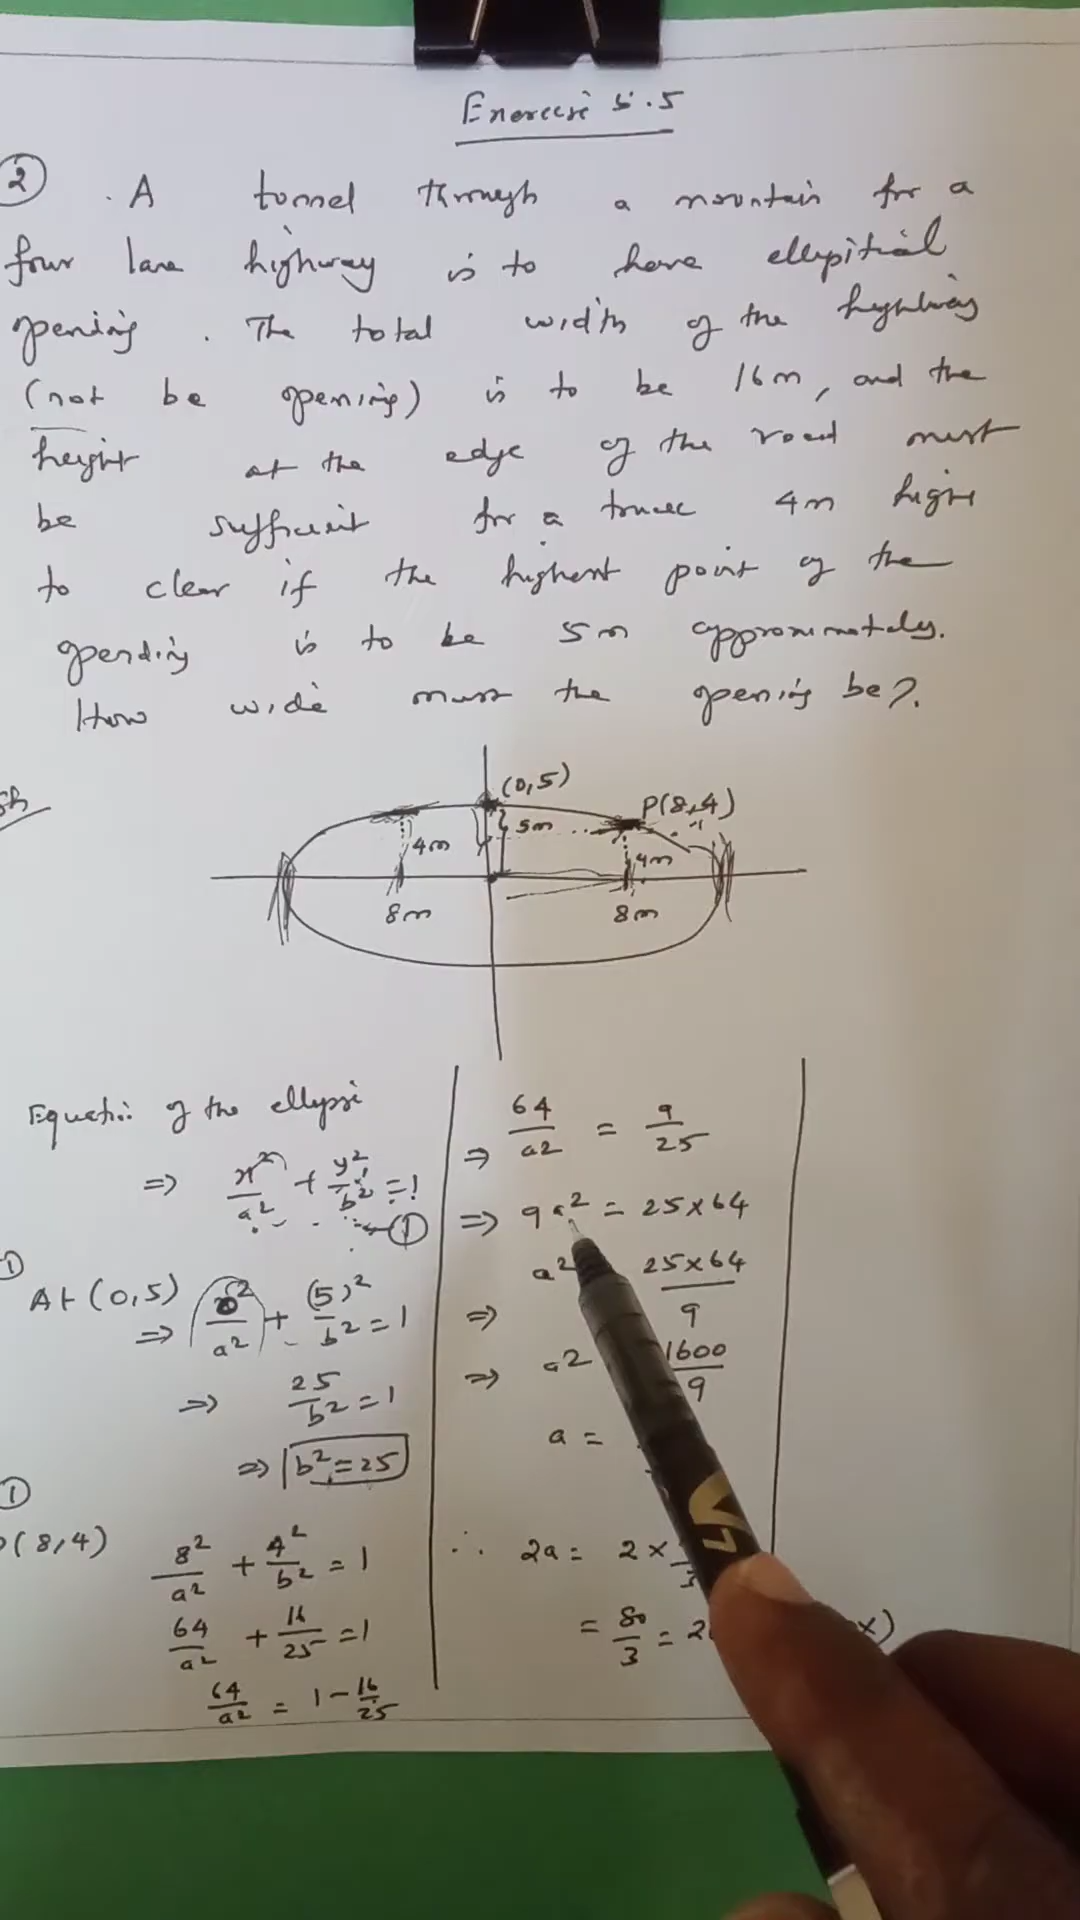 Exercise 5.5
2
. A tunnel through a mountain for a
four lane highway is to have elliptical
opening . The total width of the highway
(not be opening) is to be 16m, and the
height at the edge of the road must
be sufficient for a truck 4m high
to clear if the highest point of the
opening is to be 5m approximately.
How wide must the opening be?
(0,5)
P(8,4)
5m
4m
4m
8m
8m
Equation of the ellipse
=> x²/a² + y²/b² = 1
①
①
At (0,5) => 0²/a² + (5)²/b² = 1
=> 25/b² = 1
=> b² = 25
①
(8,4) 8²/a² + 4²/b² = 1
64/a² + 16/25 = 1
64/a² = 1 - 16/25
=> 64/a2 = 9/25
=> 9a² = 25×64
=> a² 25×64/9
=> a2 1600/9
a =
∴ 2a = 2 ×
= 80/3 =
V7